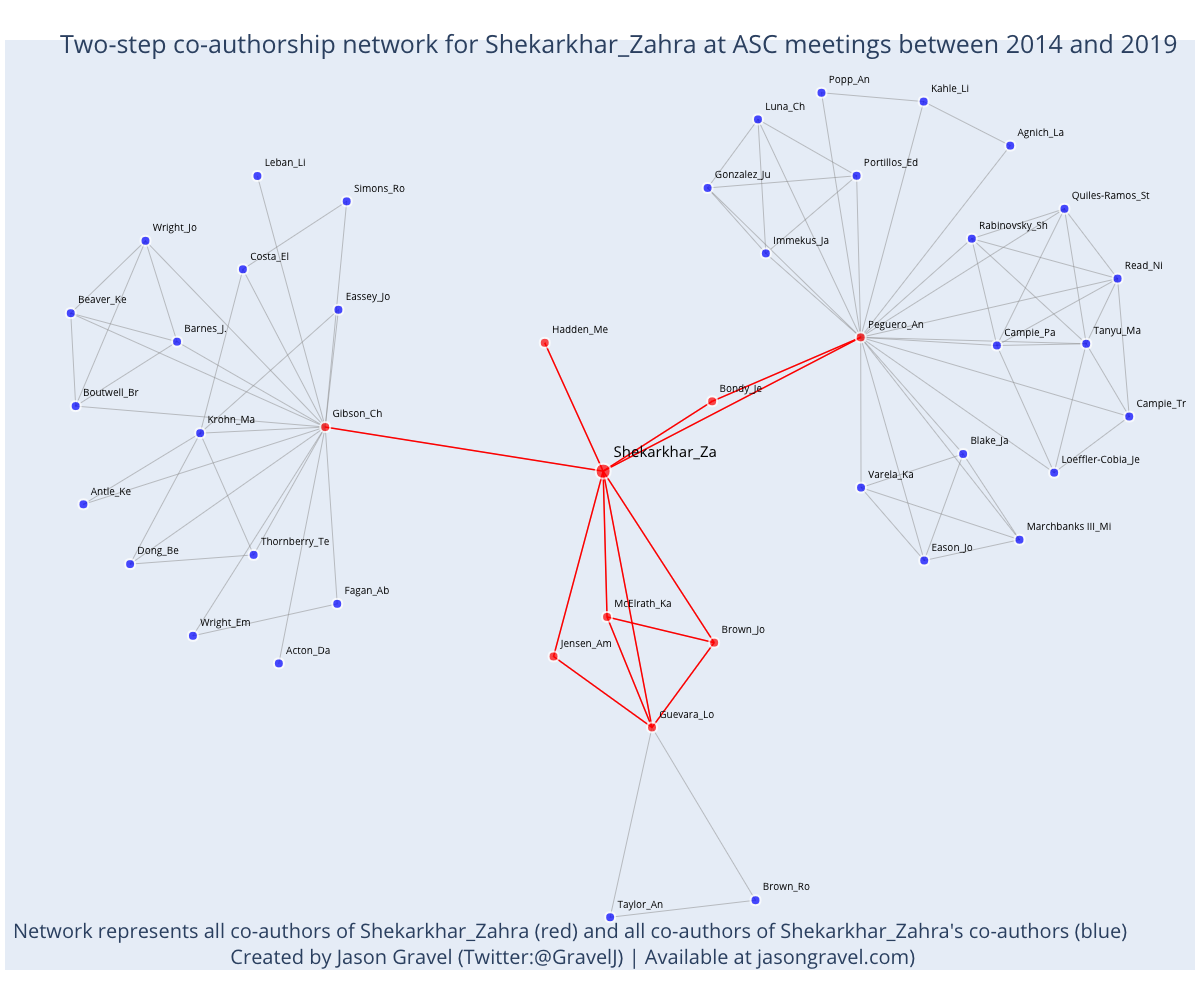 Two-step co-authorship network for Shekarkhar_Zahra at ASC meetings between 2014 and 2019
Popp_An
Kahle_Li
Luna_Ch
Agnich_La
Leban_Li
Portillos_Ed
Gonzalez_Ju
Simons_Ro
Quiles-Ramos_St
Rabinovsky_Sh
Wright_Jo
Immekus_Ja
Costa_El
Read_Ni
Beaver_Ke
Eassey_Jo
Barnes_J.
Hadden_Me
Peguero_An
Campie_Pa
Tanyu_Ma
Bondy_Je
Boutwell_Br
Campie_Tr
Krohn_Ma
Gibson_Ch
Shekarkhar_Za
Blake_Ja
Loeffler-Cobia_Je
Varela_Ka
Antle_Ke
Marchbanks III_Mi
Thornberry_Te
Dong_Be
Eason_Jo
Fagan_Ab
McElrath_Ka
Wright_Em
Brown_Jo
Jensen_Am
Acton_Da
Guevara_Lo
Brown_Ro
Taylor_An
Network represents all co-authors of Shekarkhar_Zahra (red) and all co-authors of Shekarkhar_Zahra's co-authors (blue)
Created by Jason Gravel (Twitter:@GravelJ) | Available at jasongravel.com)